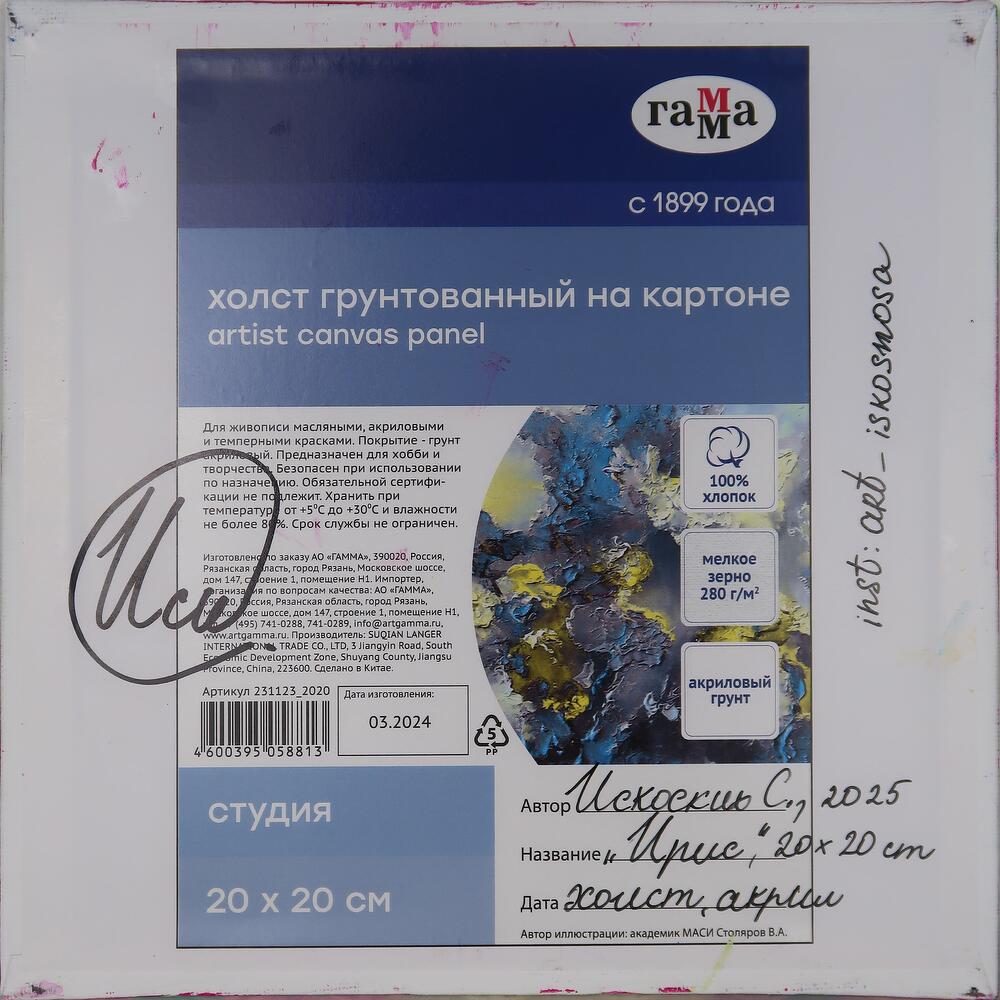 гамма
с 1899 года
холст грунтованный на картоне
artist canvas panel
Для живописи масляными, акриловыми
и темперными красками. Покрытие - грунт
акриловый. Предназначен для хобби и
творчества. Безопасен при использовании
по назначению. Обязательной сертифи-
кации не подлежит. Хранить при
температуре от +5°С до +30°С и влажности
не более 80%. Срок службы не ограничен.
Изготовлено по заказу АО «ГАММА», 390020, Россия,
Рязанская область, город Рязань, Московское шоссе,
дом 147, строение 1, помещение Н1. Импортер,
организация по вопросам качества: АО «ГАММА»,
390020, Россия, Рязанская область, город Рязань,
Московское шоссе, дом 147, строение 1, помещение Н1,
(495) 741-0288, 741-0289, info@artgamma.ru,
www.artgamma.ru. Производитель: SUQIAN LANGER
INTERNATIONAL TRADE CO., LTD, 3 Jiangyin Road, South
Economic Development Zone, Shuyang County, Jiangsu
Province, China, 223600. Сделано в Китае.
Артикул 231123_2020
Дата изготовления:
03.2024
4 600395 058813
5
PP
100%
хлопок
мелкое
зерно
280 г/м²
акриловый
грунт
студия
20 х 20 см
Автор С., 2025
Название „Ирис", 20 x 20 cm
Дата холст, акрил
Автор иллюстрации: академик МАСИ Столяров В.А.
inst: art_iskosnosa